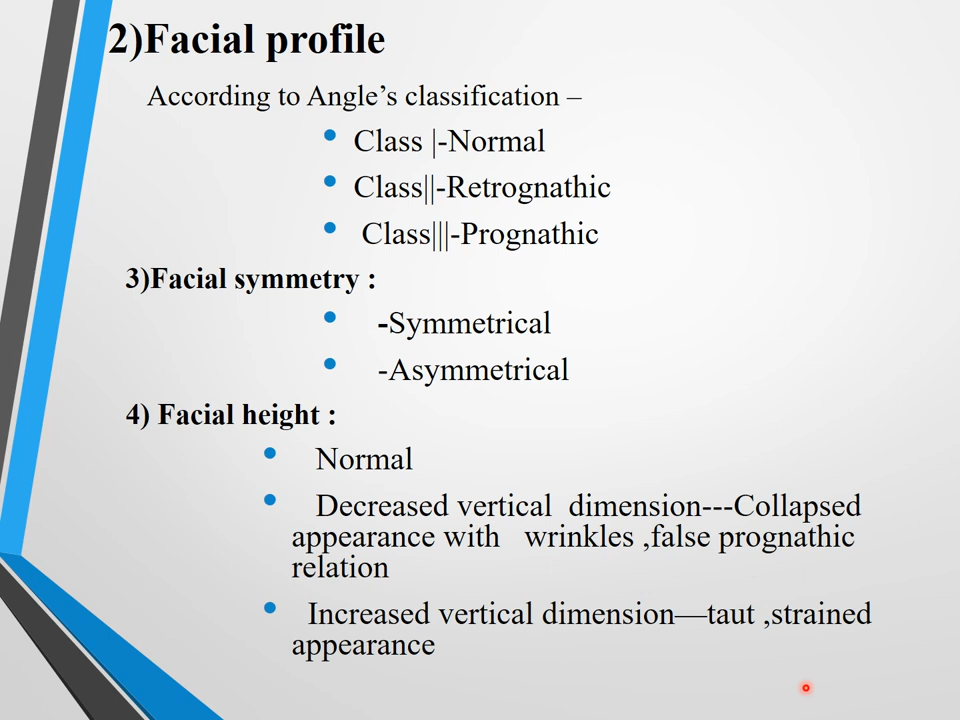 2)Facial profile
According to Angle’s classification –
Class |-Normal
Class||-Retrognathic
Class|||-Prognathic
3)Facial symmetry :
-Symmetrical
-Asymmetrical
4) Facial height :
Normal
Decreased vertical dimension---Collapsed
appearance with wrinkles ,false prognathic
relation
Increased vertical dimension—taut ,strained
appearance